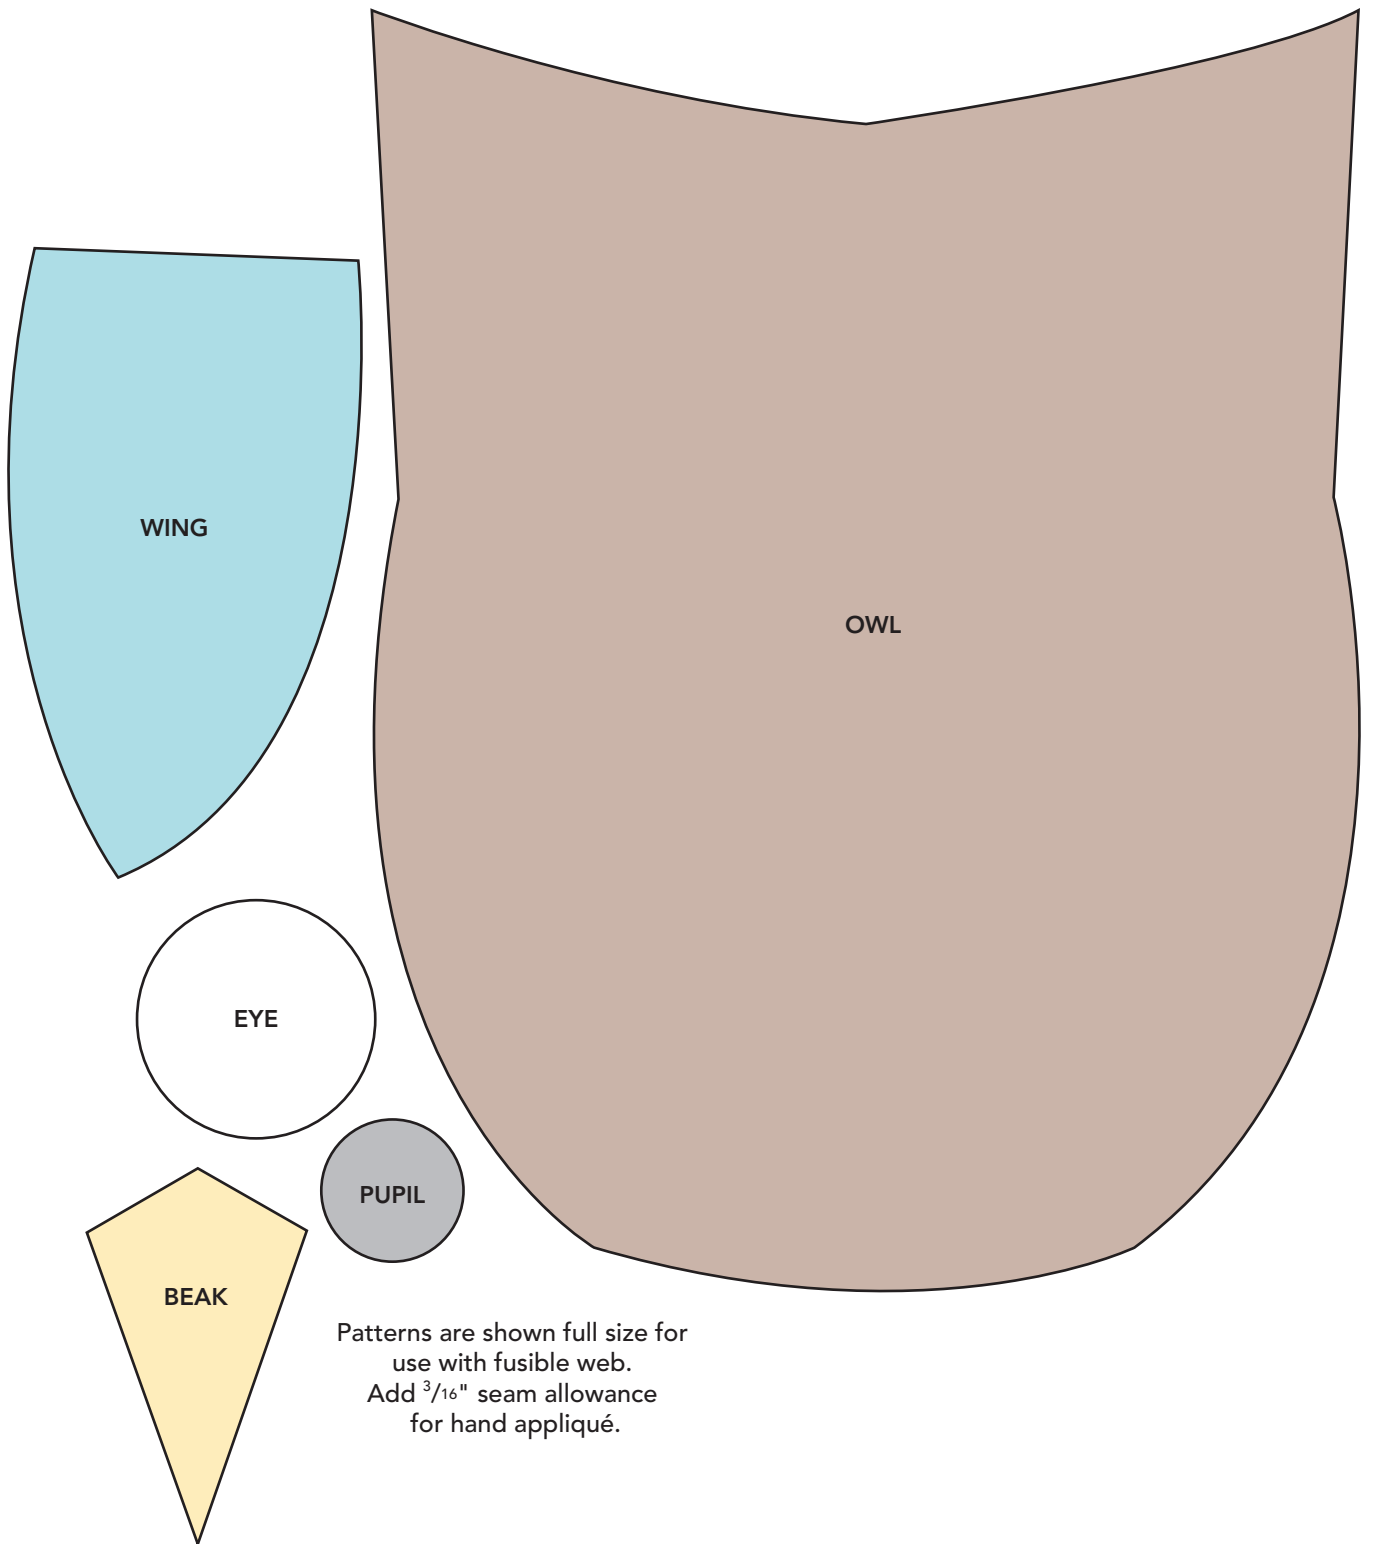 WING
OWL
EYE
PUPIL
BEAK
Patterns are shown full size for
use with fusible web.
Add 3/16" seam allowance
for hand appliqué.